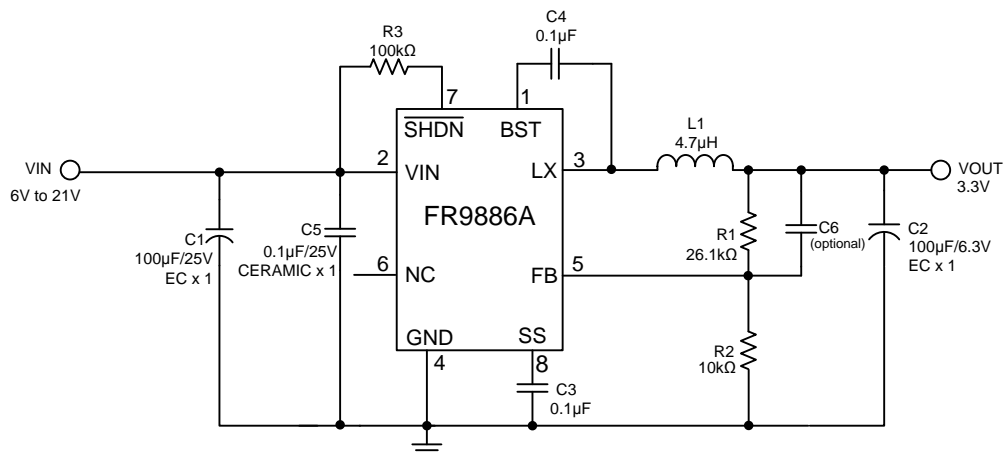 C4
0.1μF
R3
100kΩ
7
1
SHDN
BST
L1
4.7μH
VIN
6V to 21V
2
VIN
LX
3
VOUT
3.3V
FR9886A
C1
100μF/25V
EC x 1
C5
0.1μF/25V
CERAMIC x 1
R1
26.1kΩ
C6
(optional)
C2
100μF/6.3V
EC x 1
6
NC
FB
5
GND
SS
4
8
R2
10kΩ
C3
0.1μF